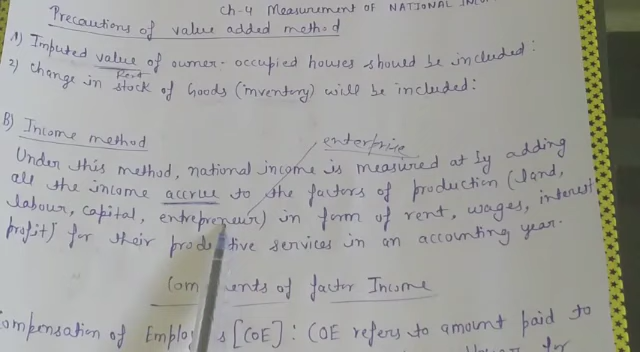 Ch-4 Measurement OF NATIONAL
Precautions of value added method
1) Imputed value of owner-occupied houses should be included:
Rent
2) Change in stock of Goods (inventory) will be included:
B) Income method
enterprise
Under this method, national income is measured at by adding
all the income accrue to the factors of production (land,
labour, capital, entrepreneur) in form of rent, wages, interest
profit) for their productive services in an accounting year.
of factor Income
Compensation of [COE]: COE refers to amount paid to
for